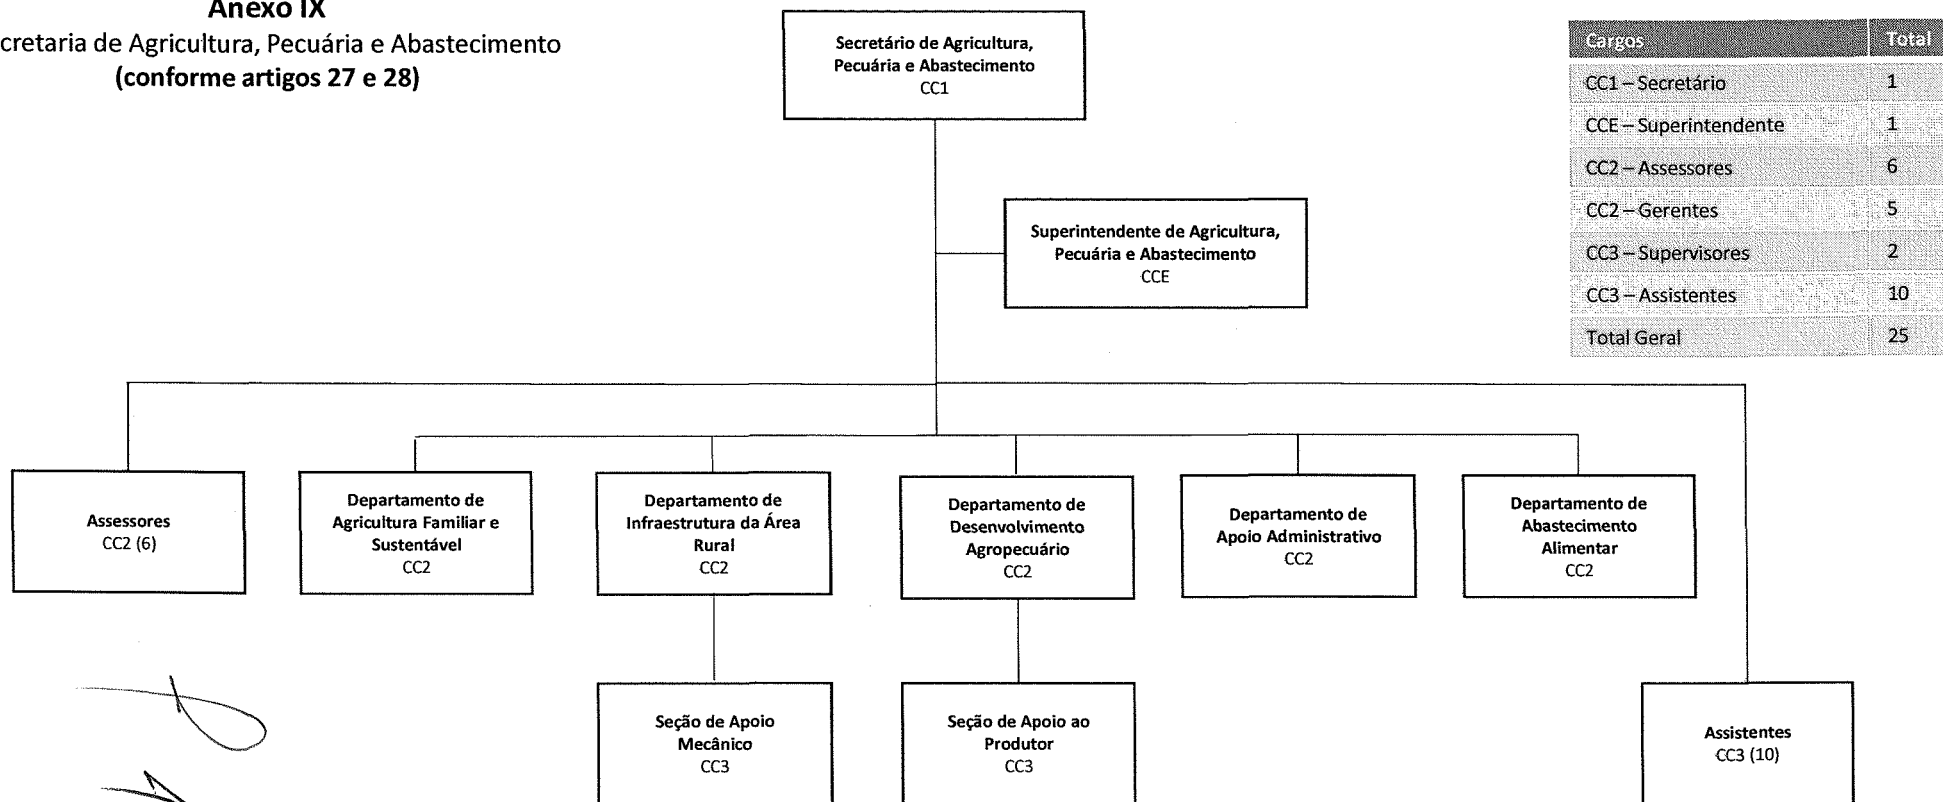 Anexo IX
cretaria de Agricultura, Pecuária e Abastecimento
(conforme artigos 27 e 28)
Secretário de Agricultura,
Pecuária e Abastecimento
CC1
Cargos Total
CC1 – Secretário 1
CCE – Superintendente 1
CC2 – Assessores 6
CC2 – Gerentes 5
CC3 – Supervisores 2
CC3 – Assistentes 10
Total Geral 25
Superintendente de Agricultura,
Pecuária e Abastecimento
CCE
Assessores
CC2 (6)
Departamento de
Agricultura Familiar e
Sustentável
CC2
Departamento de
Infraestrutura da Área
Rural
CC2
Departamento de
Desenvolvimento
Agropecuário
CC2
Departamento de
Apoio Administrativo
CC2
Departamento de
Abastecimento
Alimentar
CC2
Seção de Apoio
Mecânico
CC3
Seção de Apoio ao
Produtor
CC3
Assistentes
CC3 (10)